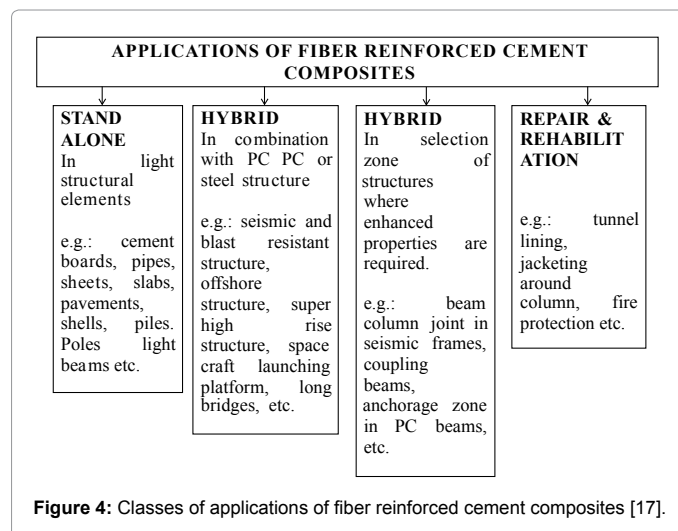 APPLICATIONS OF FIBER REINFORCED CEMENT
COMPOSITES
STAND
ALONE
In light
structural
elements
e.g.: cement
boards, pipes,
sheets, slabs,
pavements,
shells, piles.
Poles light
beams etc.
HYBRID
In combination
with PC PC or
steel structure
e.g.: seismic and
blast resistant
structure,
offshore
structure, super
high rise
structure, space
craft launching
platform, long
bridges, etc.
HYBRID
In selection
zone of
structures
where
enhanced
properties are
required.
e.g.: beam
column joint in
seismic frames,
coupling
beams,
anchorage zone
in PC beams,
etc.
REPAIR &
REHABILIT
ATION
e.g.: tunnel
lining,
jacketing
around
column, fire
protection etc.
Figure 4: Classes of applications of fiber reinforced cement composites [17].